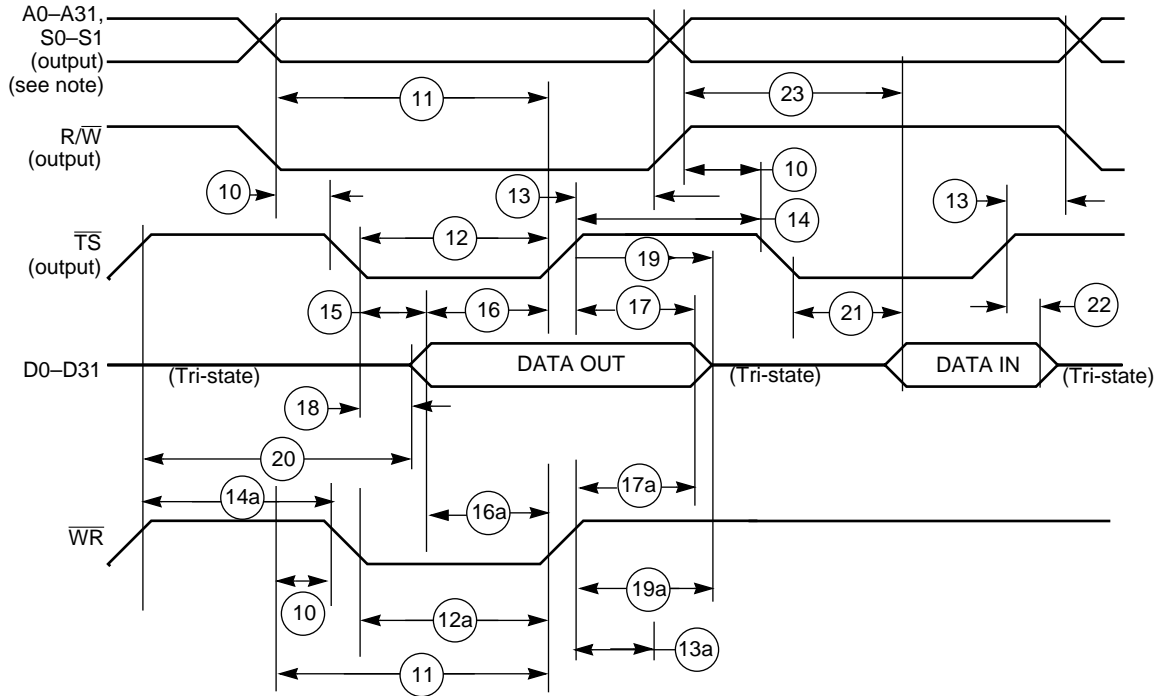 A0–A31,
S0–S1
(output)
(see note)
11
23
R/W̅
(output)
10
13
10
14
13
T̅S̅
(output)
12
19
15
16
17
21
22
D0–D31
(Tri-state)
DATA OUT
(Tri-state)
DATA IN
(Tri-state)
18
20
14a
16a
17a
W̅R̅
10
12a
19a
13a
11